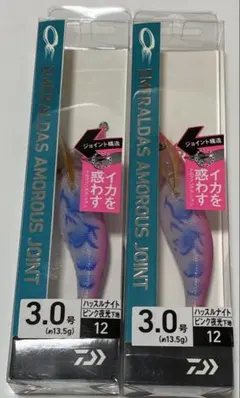 EMERALDAS AMOROUS JOINT
ジョイント構造
イカを
惑わす
3.0号
(約13.5g)
ハッスルナイト
ピンク夜光下地
12
DAIWA
EMERALDAS AMOROUS JOINT
ジョイント構造
イカを
惑わす
3.0号
(約13.5g)
ハッスルナイト
ピンク夜光下地
12